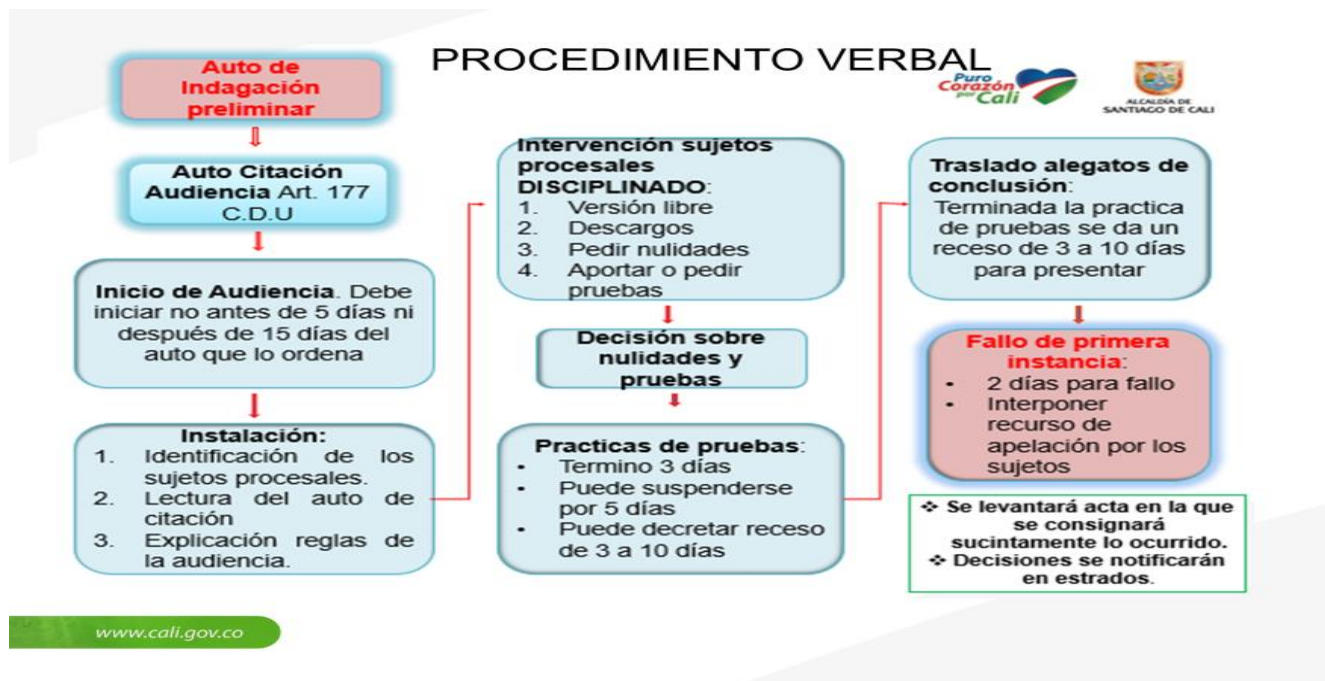 PROCEDIMIENTO VERBAL
Puro
Corazón
por Cali
ALCALDÍA DE
SANTIAGO DE CALI
Auto de
Indagación
preliminar
Auto Citación
Audiencia Art. 177
C.D.U
Inicio de Audiencia. Debe
iniciar no antes de 5 días ni
después de 15 días del
auto que lo ordena
Instalación:
1. Identificación de los
sujetos procesales.
2. Lectura del auto de
citación
3. Explicación reglas de
la audiencia.
Intervención sujetos
procesales
DISCIPLINADO:
1. Versión libre
2. Descargos
3. Pedir nulidades
4. Aportar o pedir
pruebas
Decisión sobre
nulidades y
pruebas
Practicas de pruebas:
• Termino 3 días
• Puede suspenderse
por 5 días
• Puede decretar receso
de 3 a 10 días
Traslado alegatos de
conclusión:
Terminada la practica
de pruebas se da un
receso de 3 a 10 días
para presentar
Fallo de primera
instancia:
• 2 días para fallo
• Interponer
recurso de
apelación por los
sujetos
❖ Se levantará acta en la que
se consignará
sucintamente lo ocurrido.
❖ Decisiones se notificarán
en estrados.
www.cali.gov.co